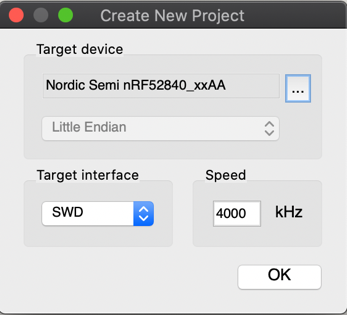 Create New Project
Target device
Nordic Semi nRF52840_xxAA
...
Little Endian
Target interface
Speed
SWD
4000
kHz
OK